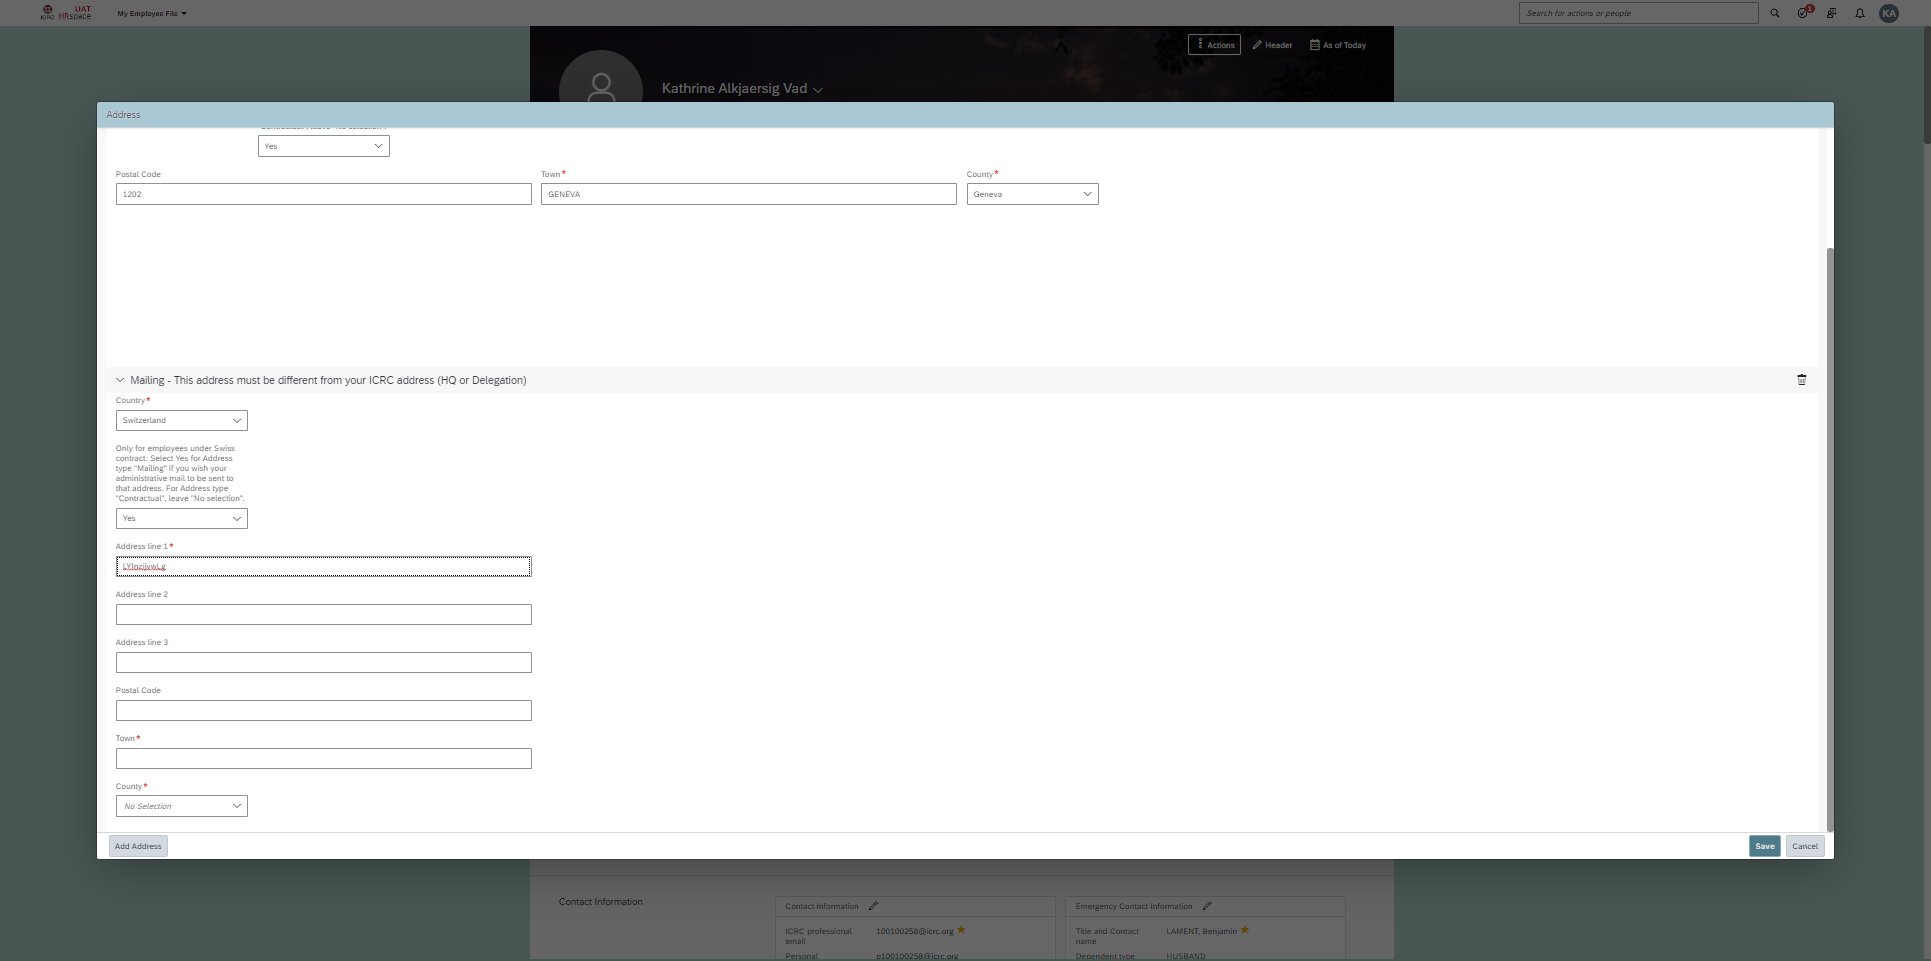 UAT
ICRC HRspace
My Employee File
Search for actions or people
1
KA
Actions
Header
As of Today
Kathrine Alkjaersig Vad
Address
"Contractual", leave "No selection".
Yes
Postal Code
Town*
County*
1202
GENEVA
Geneva
Mailing - This address must be different from your ICRC address (HQ or Delegation)
Country*
Switzerland
Only for employees under Swiss
contract: Select Yes for Address
type "Mailing" if you wish your
administrative mail to be sent to
that address. For Address type
"Contractual", leave "No selection".
Yes
Address line 1*
Address line 2
Address line 3
Postal Code
Town*
County*
No Selection
Add Address
Save
Cancel
Contact Information
Contact Information
ICRC professional
email
100100258@icrc.org
Personal
p100100258@icrc.org
Emergency Contact Information
Title and Contact
name
LAMENT, Benjamin
Dependent type
HUSBAND